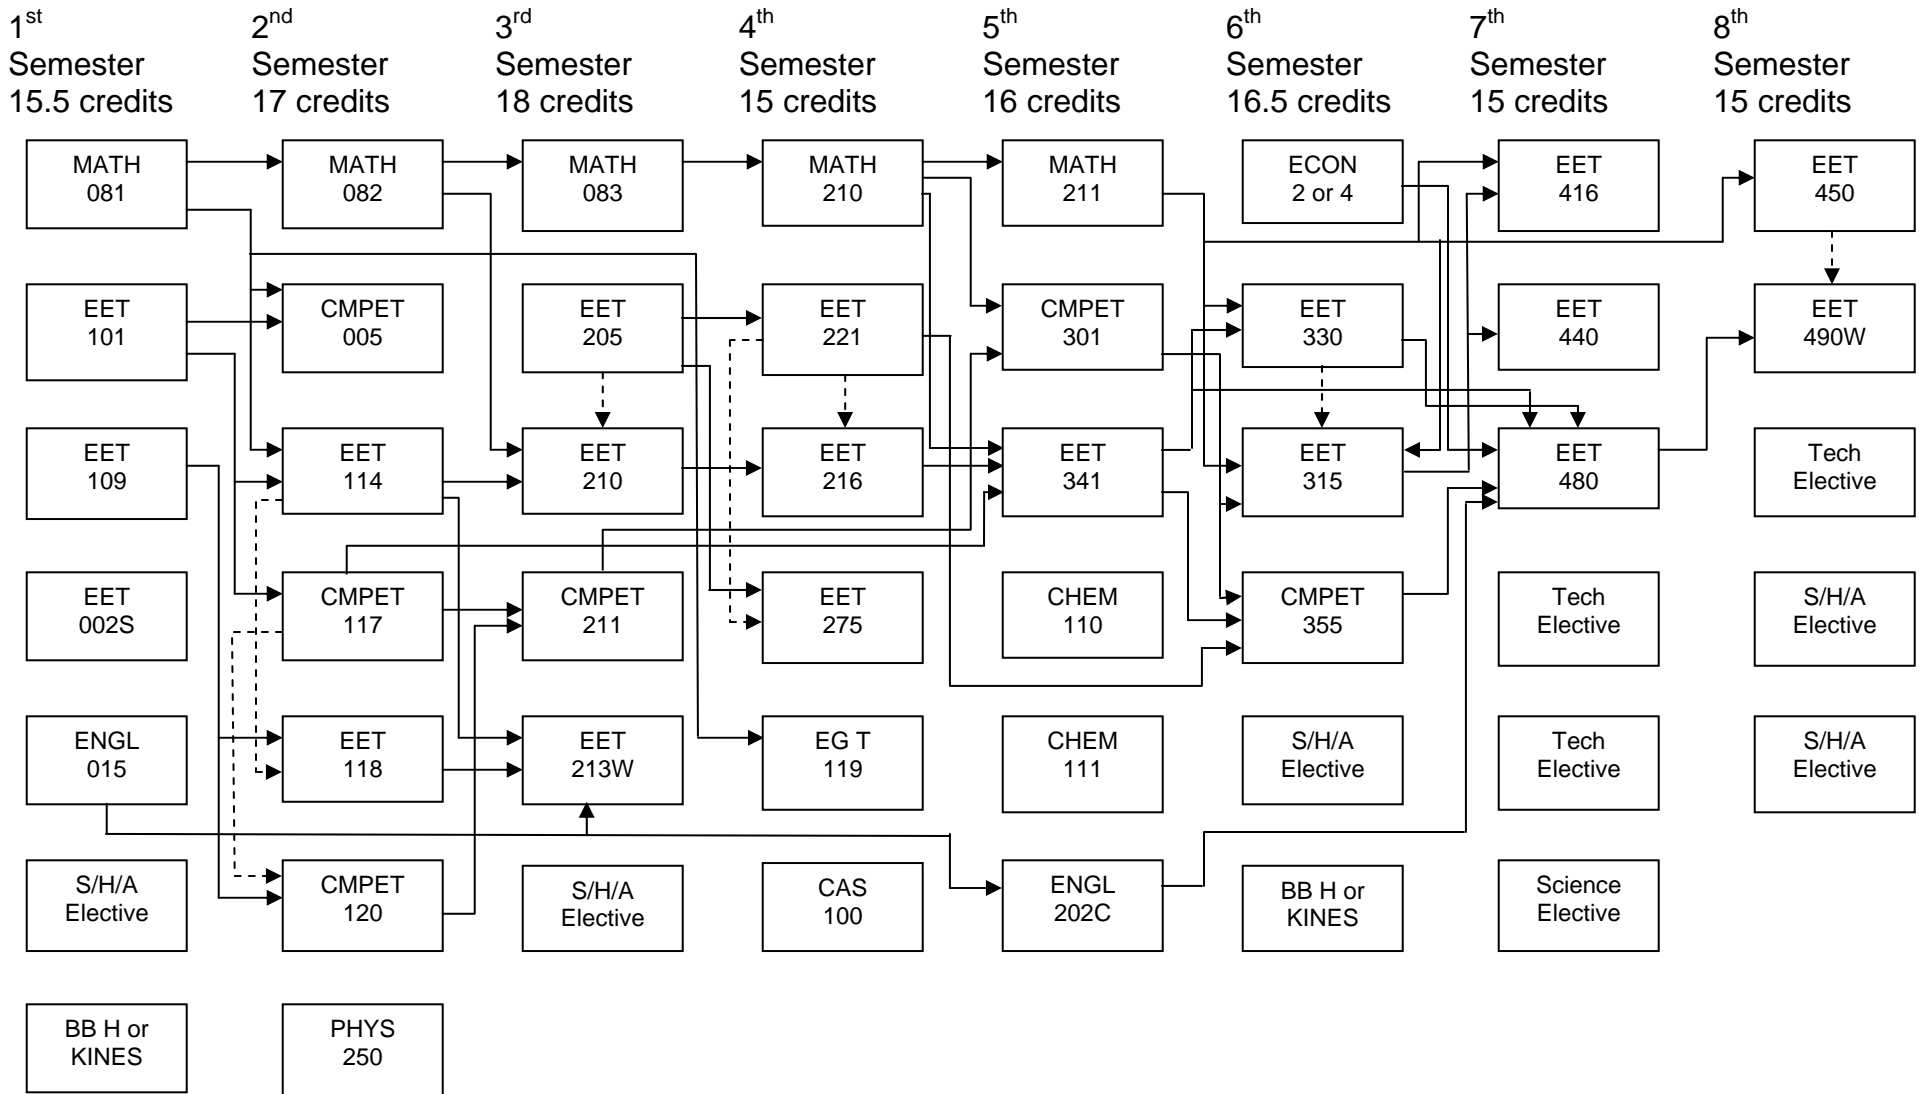 1st
Semester
15.5 credits
2nd
Semester
17 credits
3rd
Semester
18 credits
4th
Semester
15 credits
5th
Semester
16 credits
6th
Semester
16.5 credits
7th
Semester
15 credits
8th
Semester
15 credits
MATH
081
MATH
082
MATH
083
MATH
210
MATH
211
ECON
2 or 4
EET
416
EET
450
EET
101
CMPET
005
EET
205
EET
221
CMPET
301
EET
330
EET
440
EET
490W
EET
109
EET
114
EET
210
EET
216
EET
341
EET
315
EET
480
Tech
Elective
EET
002S
CMPET
117
CMPET
211
EET
275
CHEM
110
CMPET
355
Tech
Elective
S/H/A
Elective
ENGL
015
EET
118
EET
213W
EG T
119
CHEM
111
S/H/A
Elective
Tech
Elective
S/H/A
Elective
S/H/A
Elective
CMPET
120
S/H/A
Elective
CAS
100
ENGL
202C
BB H or
KINES
Science
Elective
BB H or
KINES
PHYS
250